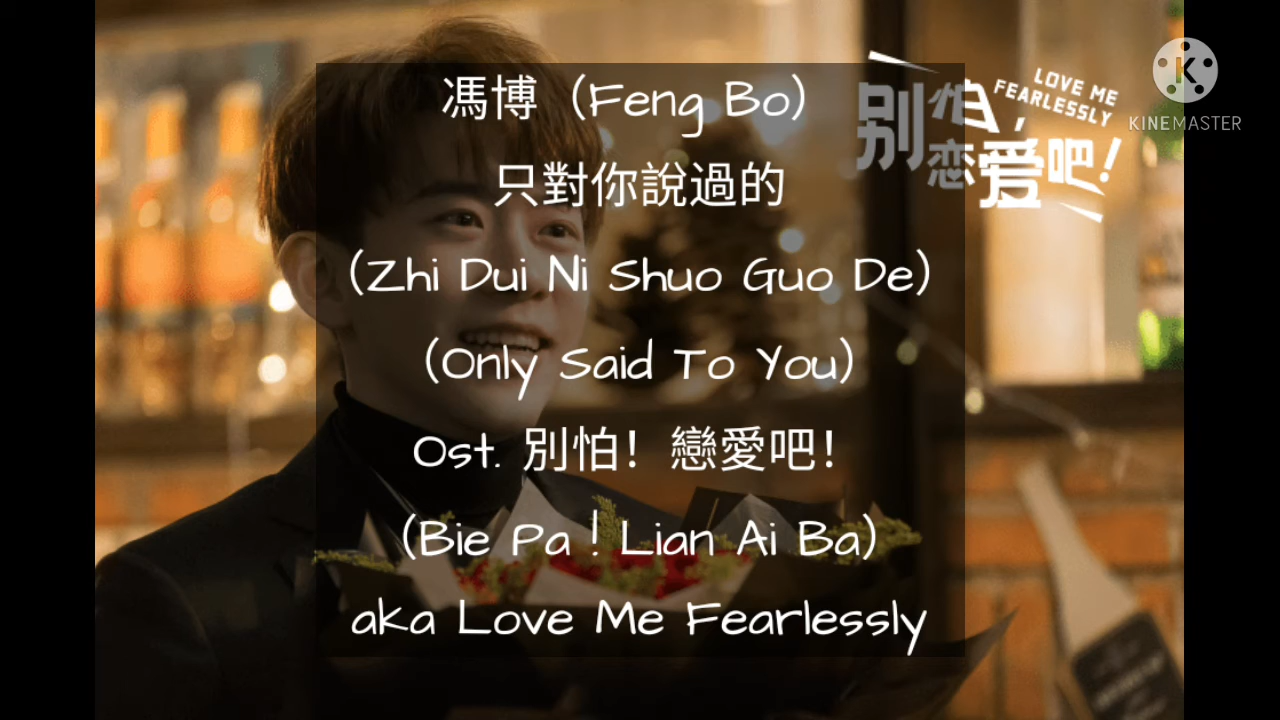 馮博（Feng Bo）
只對你說過的
(Zhi Dui Ni Shuo Guo De)
(Only Said To You)
Ost. 別怕！戀愛吧！
(Bie Pa ! Lian Ai Ba)
aka Love Me Fearlessly
别怕,
恋爱吧!
LOVE ME
FEARLESSLY
K
KINEMASTER